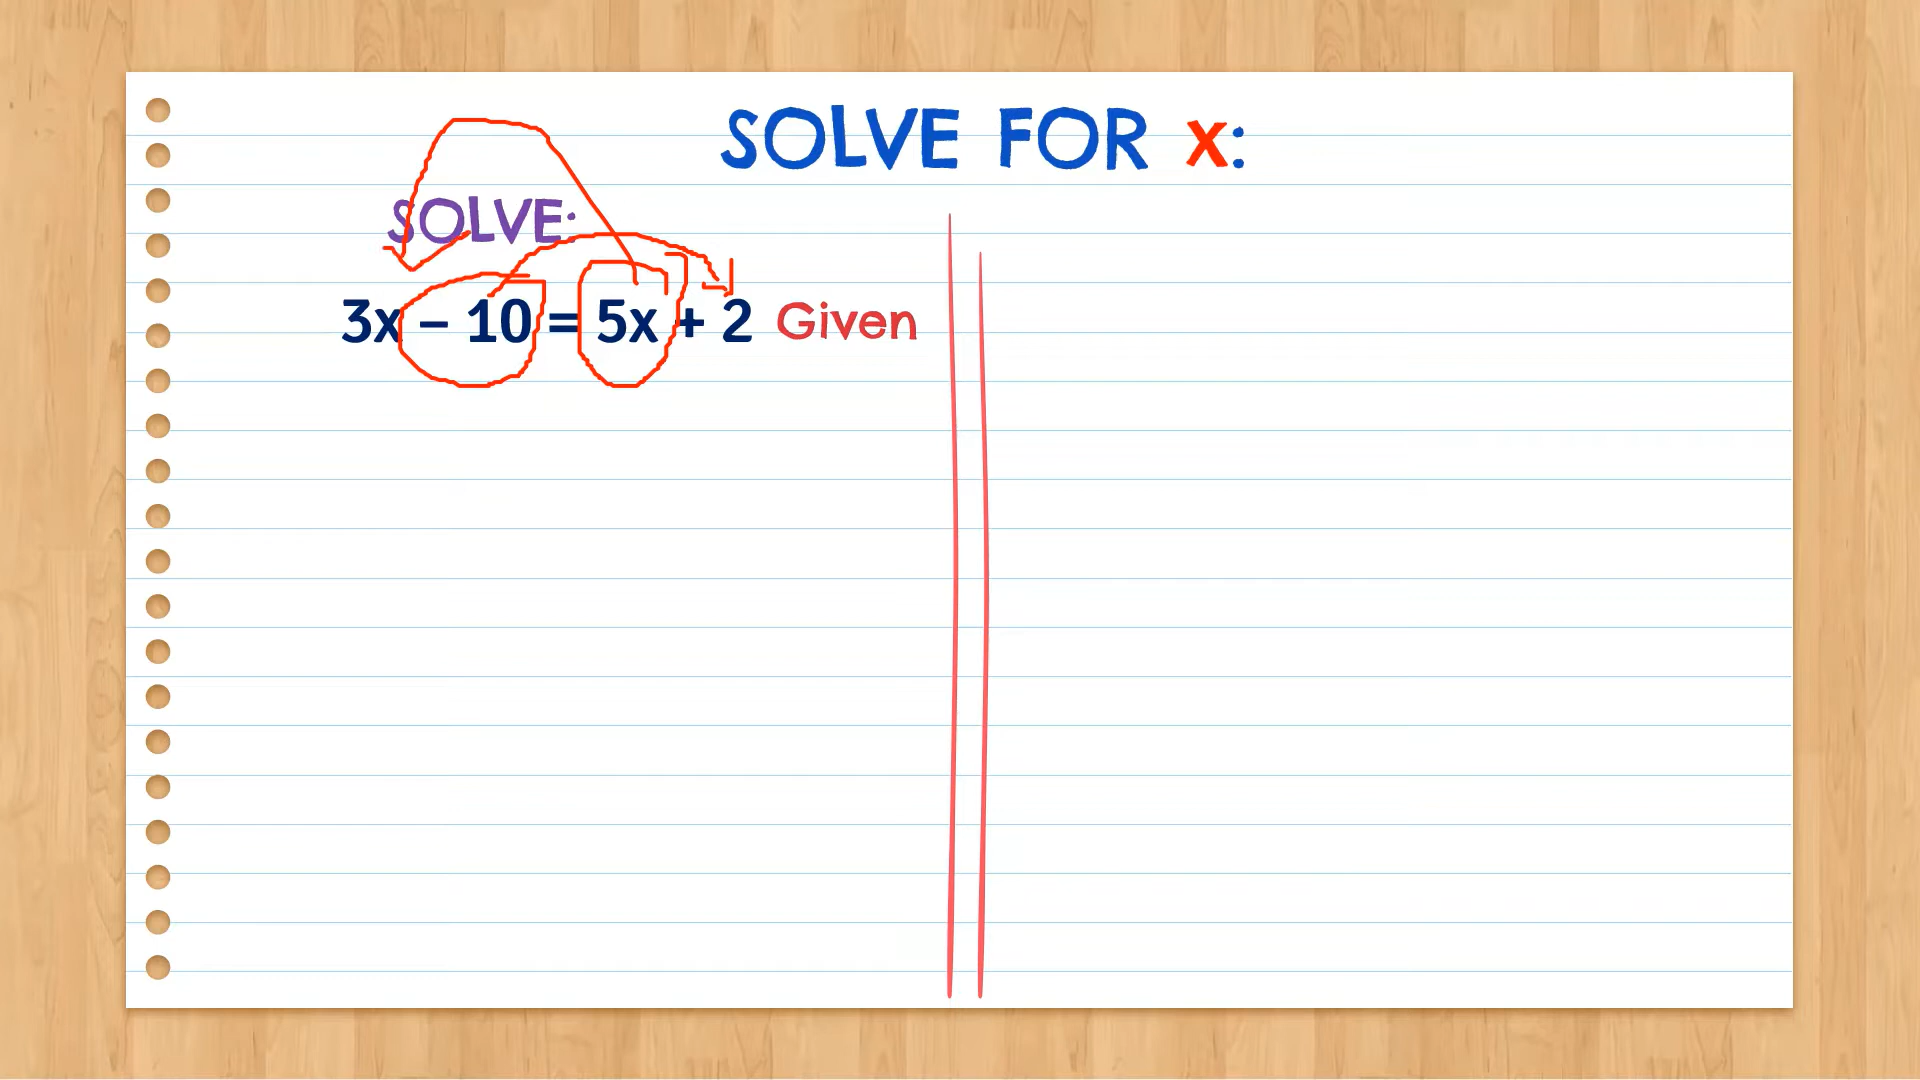 SOLVE FOR x:
SOLVE:
3x – 10 = 5x + 2 Given